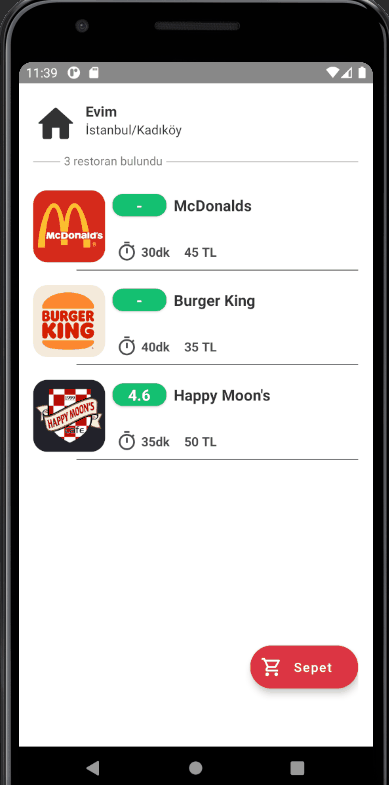 11:39
Evim
İstanbul/Kadıköy
3 restoran bulundu
McDonald's
- McDonalds
30dk 45 TL
BURGER
KING
- Burger King
40dk 35 TL
HAPPY MOON'S
4.6 Happy Moon's
35dk 50 TL
Sepet